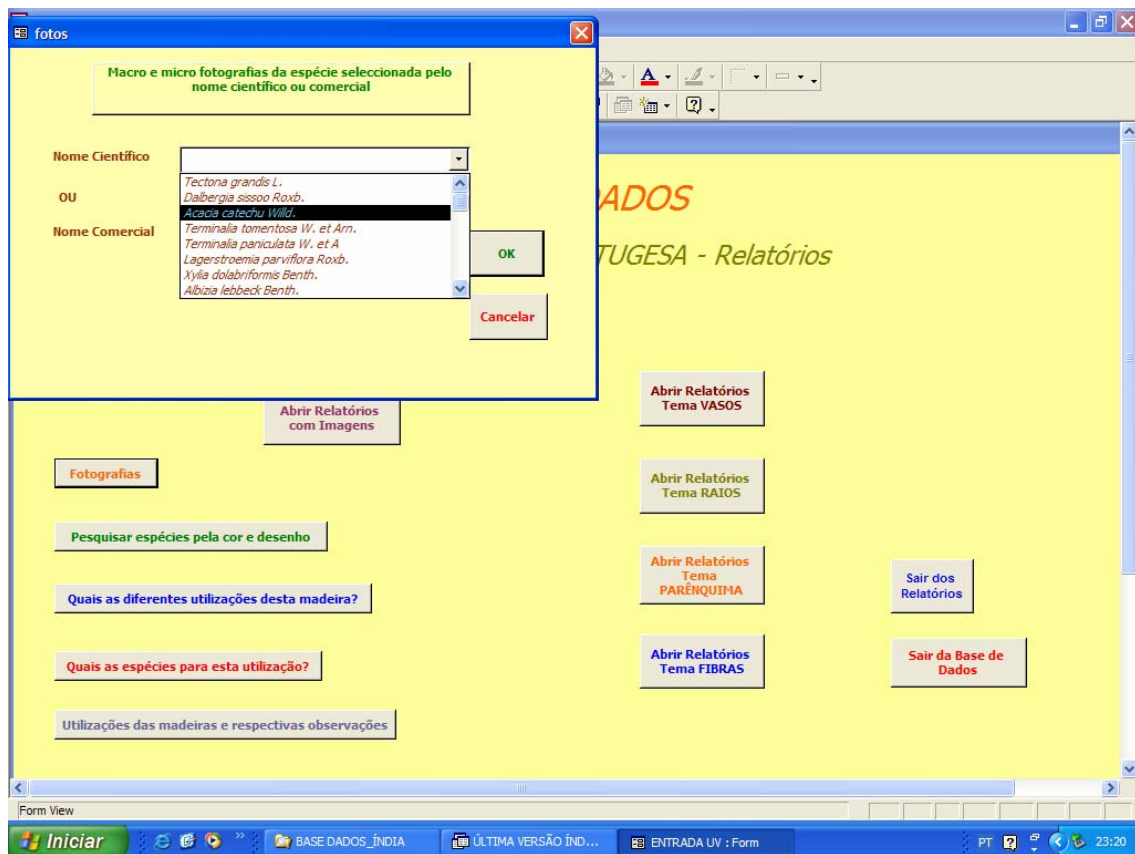 fotos
Macro e micro fotografias da espécie seleccionada pelo
nome científico ou comercial
Nome Científico
Tectona grandis L.
OU
Dalbergia sissoo Roxb.
Acacia catechu Willd.
Nome Comercial
Terminalia tomentosa W. et Arn.
Terminalia paniculata W. et A
Lagerstroemia parviflora Roxb.
Xylia dolabriformis Benth.
Albizia lebbeck Benth.
OK
Cancelar
ADOS
TUGESA - Relatórios
Abrir Relatórios
com Imagens
Abrir Relatórios
Tema VASOS
Fotografias
Abrir Relatórios
Tema RAIOS
Pesquisar espécies pela cor e desenho
Abrir Relatórios
Tema
PARÊNQUIMA
Sair dos
Relatórios
Quais as diferentes utilizações desta madeira?
Quais as espécies para esta utilização?
Abrir Relatórios
Tema FIBRAS
Sair da Base de
Dados
Utilizações das madeiras e respectivas observações
Form View
Iniciar
BASE DADOS_ÍNDIA
ÚLTIMA VERSÃO ÍND...
ENTRADA UV : Form
PT
23:20